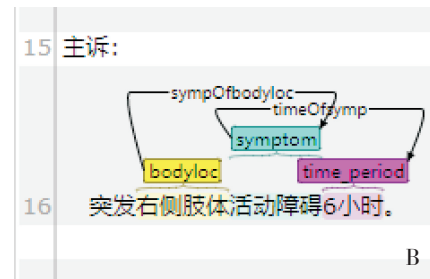 15 主诉：
sympOfbodyloc
timeOfsymp
symptom
bodyloc time_period
16 突发右侧肢体活动障碍6小时。
B